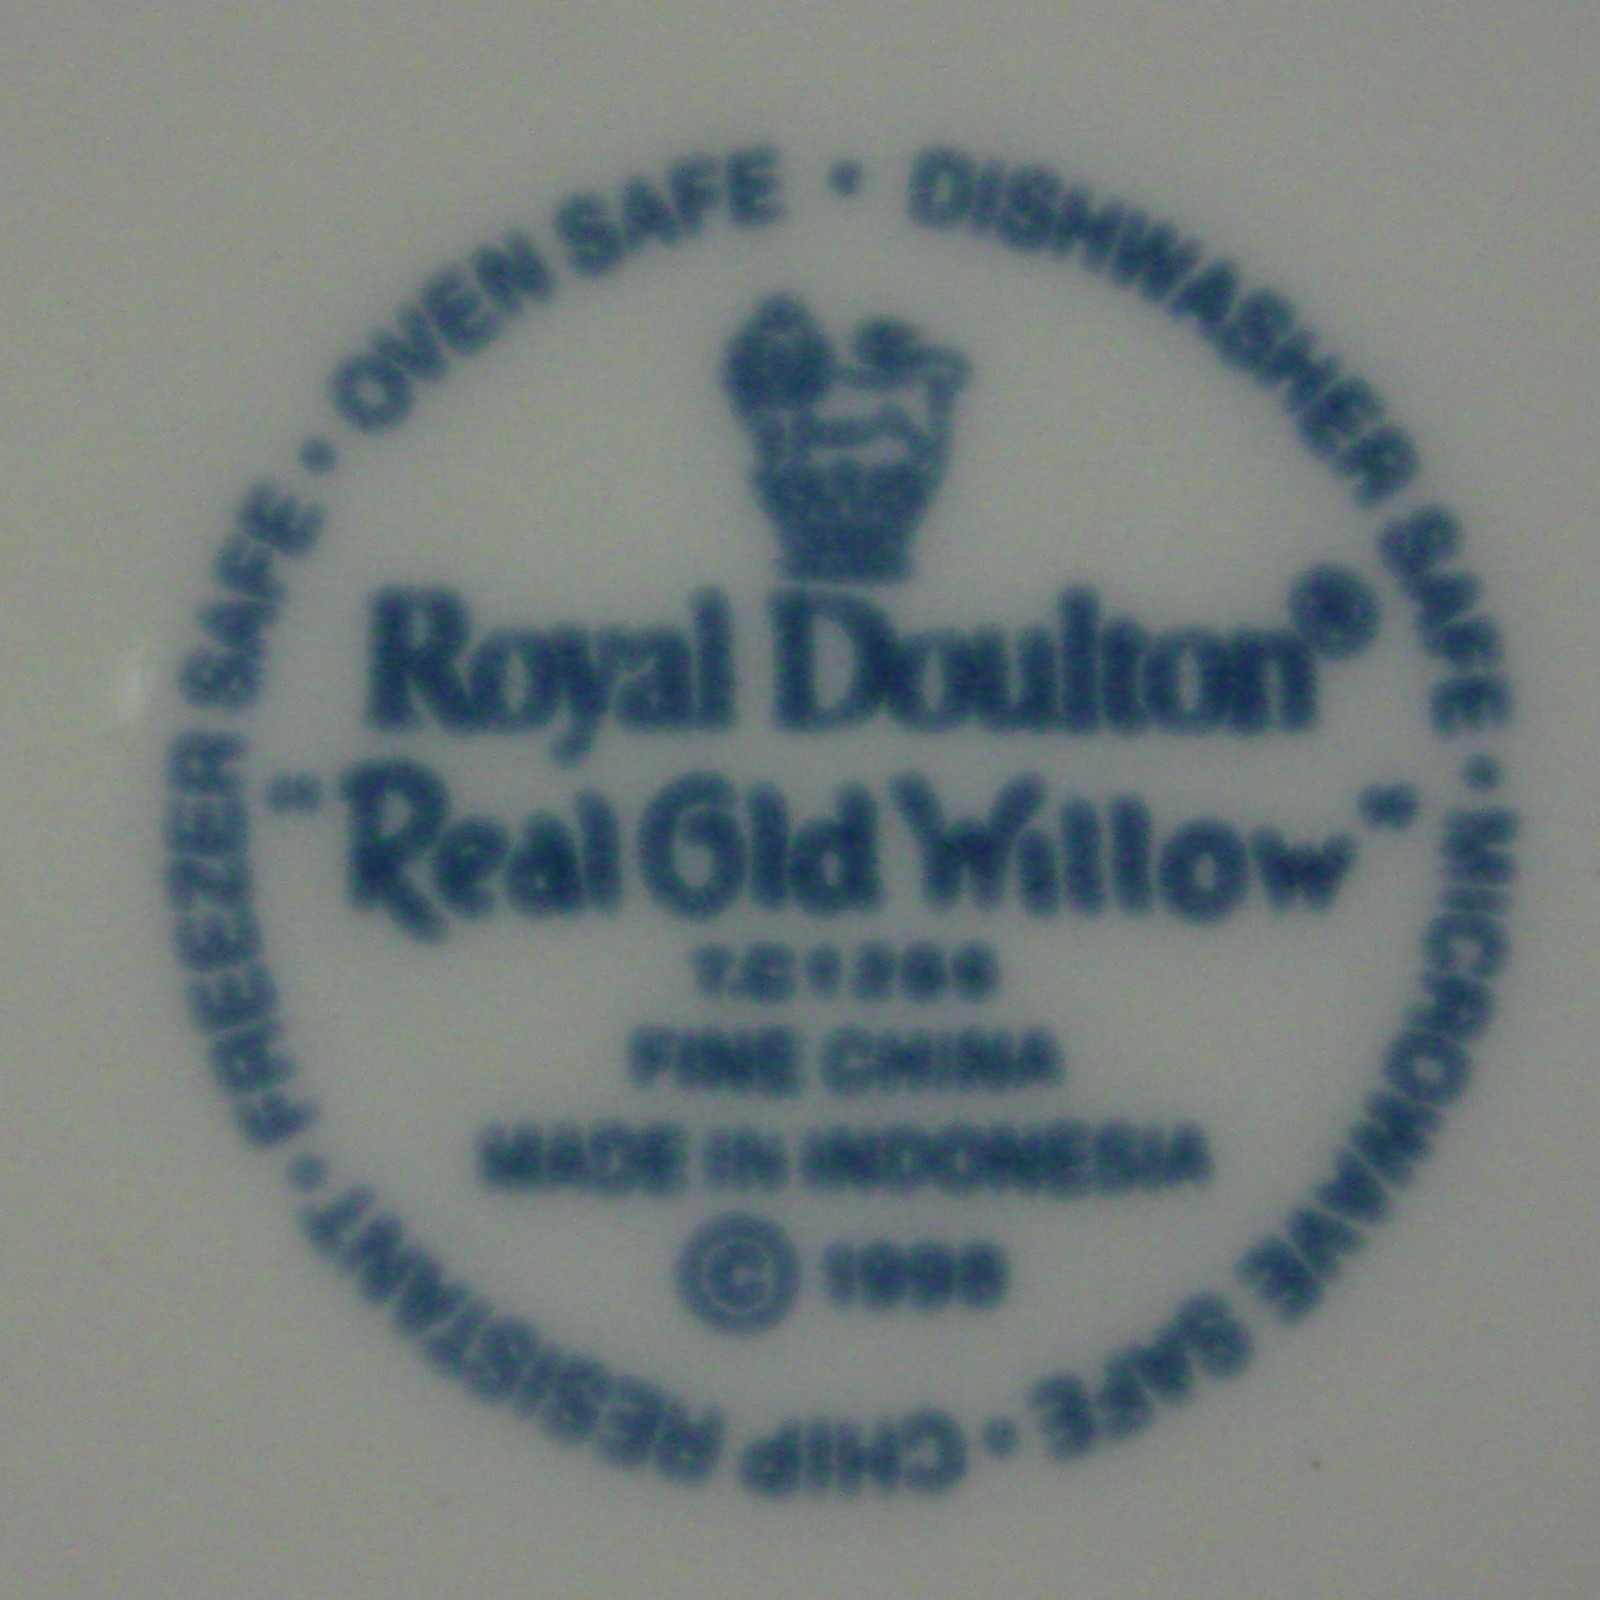 OVEN SAFE • DISHWASHER SAFE • MICROWAVE SAFE • CHIP RESISTANT • FREEZER SAFE •
Royal Doulton®
"Real Old Willow"
FINE CHINA
MADE IN INDONESIA
©